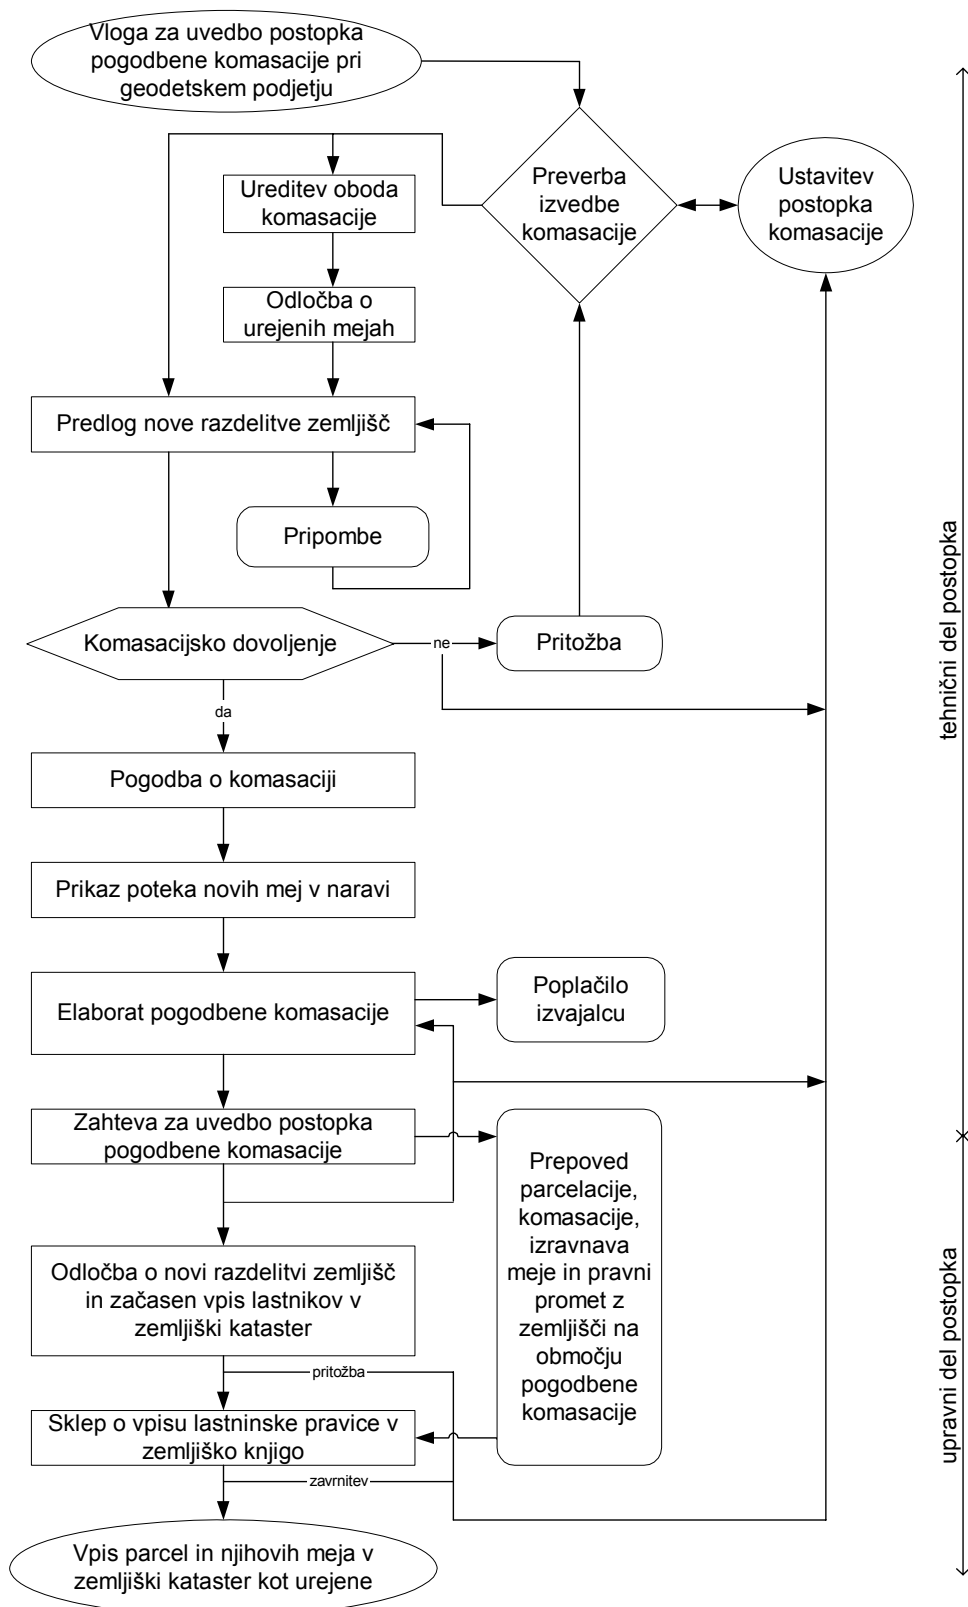 Vloga za uvedbo postopka
pogodbene komasacije pri
geodetskem podjetju
Preverba
izvedbe
komasacije
Ustavitev
postopka
komasacije
Ureditev oboda
komasacije
Odločba o
urejenih mejah
Predlog nove razdelitve zemljišč
Pripombe
Komasacijsko dovoljenje
ne
Pritožba
da
Pogodba o komasaciji
Prikaz poteka novih mej v naravi
Elaborat pogodbene komasacije
Poplačilo
izvajalcu
Zahteva za uvedbo postopka
pogodbene komasacije
Prepoved
parcelacije,
komasacije,
izravnava
meje in pravni
promet z
zemljišči na
območju
pogodbene
komasacije
Odločba o novi razdelitvi zemljišč
in začasen vpis lastnikov v
zemljiški kataster
pritožba
Sklep o vpisu lastninske pravice v
zemljiško knjigo
zavrnitev
Vpis parcel in njihovih meja v
zemljiški kataster kot urejene
tehnični del postopka
upravni del postopka